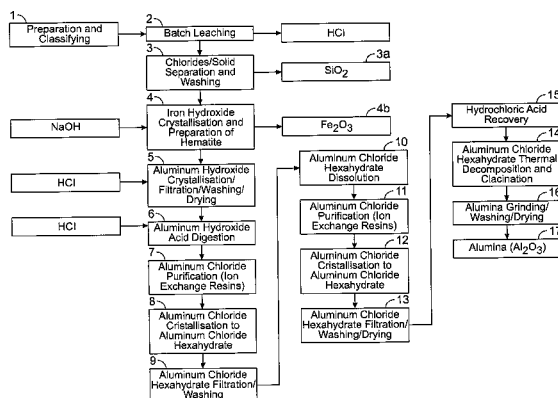 1
Preparation and
Classifying
2
Batch Leaching
HCl
3
Chlorides/Solid
Separation and
Washing
3a
SiO2
4
Iron Hydroxide
Crystallisation and
Preparation of
Hematite
NaOH
4b
Fe2O3
5
Aluminum Hydroxide
Crystallisation/
Filtration/Washing/
Drying
HCl
6
Aluminum Hydroxide
Acid Digestion
HCl
7
Aluminum Chloride
Purification (Ion
Exchange Resins)
8
Aluminum Chloride
Cristallisation to
Aluminum Chloride
Hexahydrate
9
Aluminum Chloride
Hexahydrate Filtration/
Washing
10
Aluminum Chloride
Hexahydrate
Dissolution
11
Aluminum Chloride
Purification (Ion
Exchange Resins)
12
Aluminum Chloride
Cristallisation to
Aluminum Chloride
Hexahydrate
13
Aluminum Chloride
Hexahydrate Filtration/
Washing/Drying
15
Hydrochloric Acid
Recovery
14
Aluminum Chloride
Hexahydrate Thermal
Decomposition and
Clacination
16
Alumina Grinding/
Washing/Drying
17
Alumina (Al2O3)